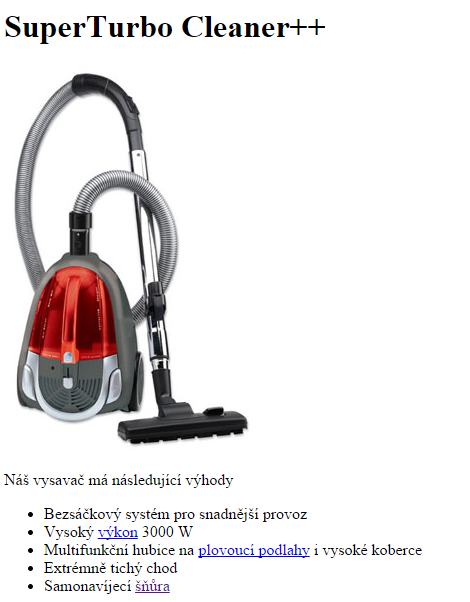 SuperTurbo Cleaner++
Náš vysavač má následující výhody
Bezsáčkový systém pro snadnější provoz
Vysoký výkon 3000 W
Multifunkční hubice na plovoucí podlahy i vysoké koberce
Extrémně tichý chod
Samonavíjecí šňůra